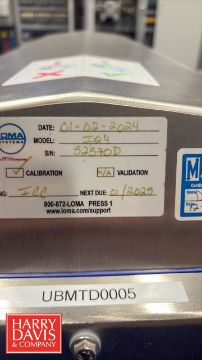 LOMA
SYSTEMS
DATE: 01-02-2024
MODEL: IQ4
S/N: 52570D
✓ CALIBRATION N/A VALIDATION
NEXT DUE: 01/2025
800-872-LOMA PRESS 1
www.loma.com/support
UBMTD0005
HARRY
DAVIS
& COMPANY